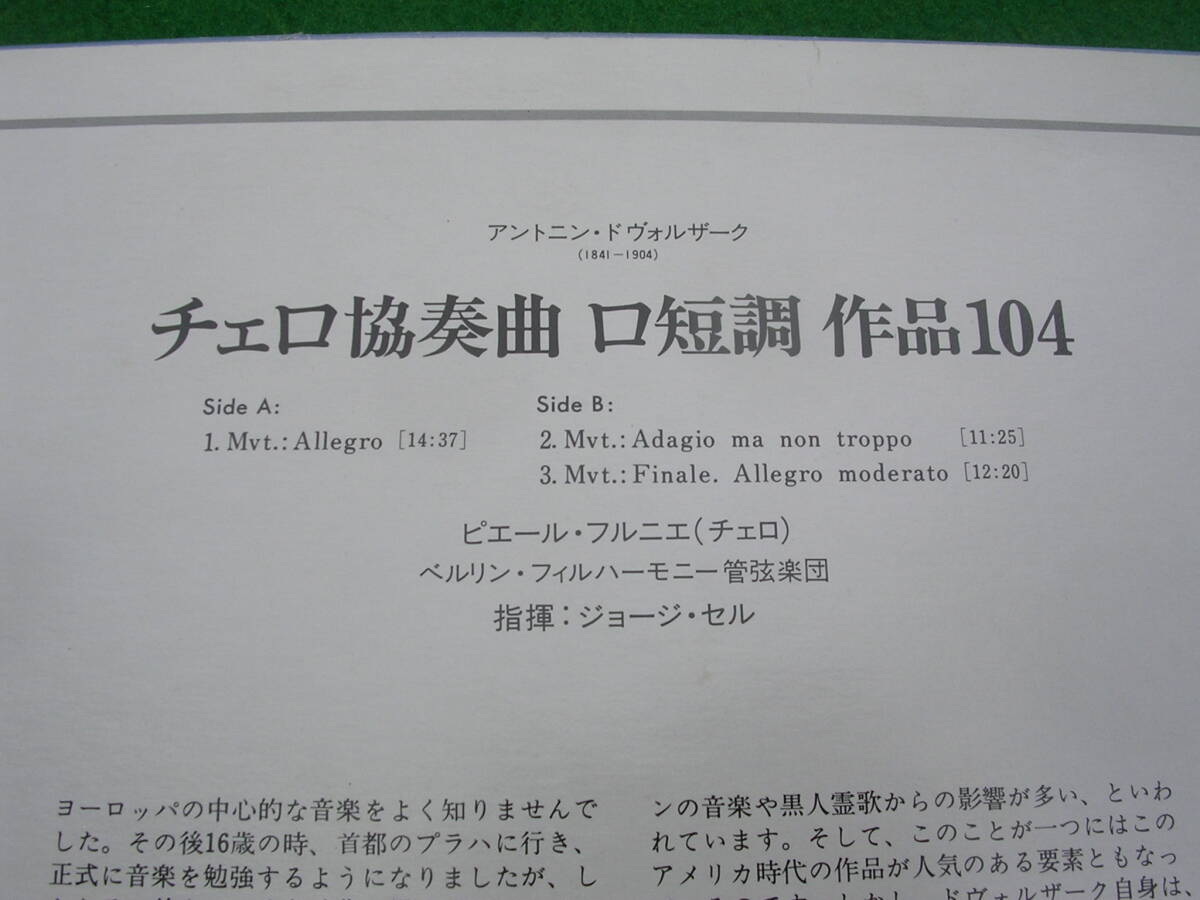 アントニン・ドヴォルザーク
(1841−1904)
チェロ協奏曲 ロ短調 作品104
Side A:
1. Mvt.: Allegro [14:37]
Side B:
2. Mvt.: Adagio ma non troppo [11:25]
3. Mvt.: Finale. Allegro moderato [12:20]
ピエール・フルニエ(チェロ)
ベルリン・フィルハーモニー管弦楽団
指揮:ジョージ・セル
ヨーロッパの中心的な音楽をよく知りませんで
した。その後16歳の時、首都のプラハに行き、
正式に音楽を勉強するようになりましたが、し
ンの音楽や黒人霊歌からの影響が多い、といわ
れています。そして、このことが一つにはこの
アメリカ時代の作品が人気のある要素ともなっ
ドヴォルザーク自身は、